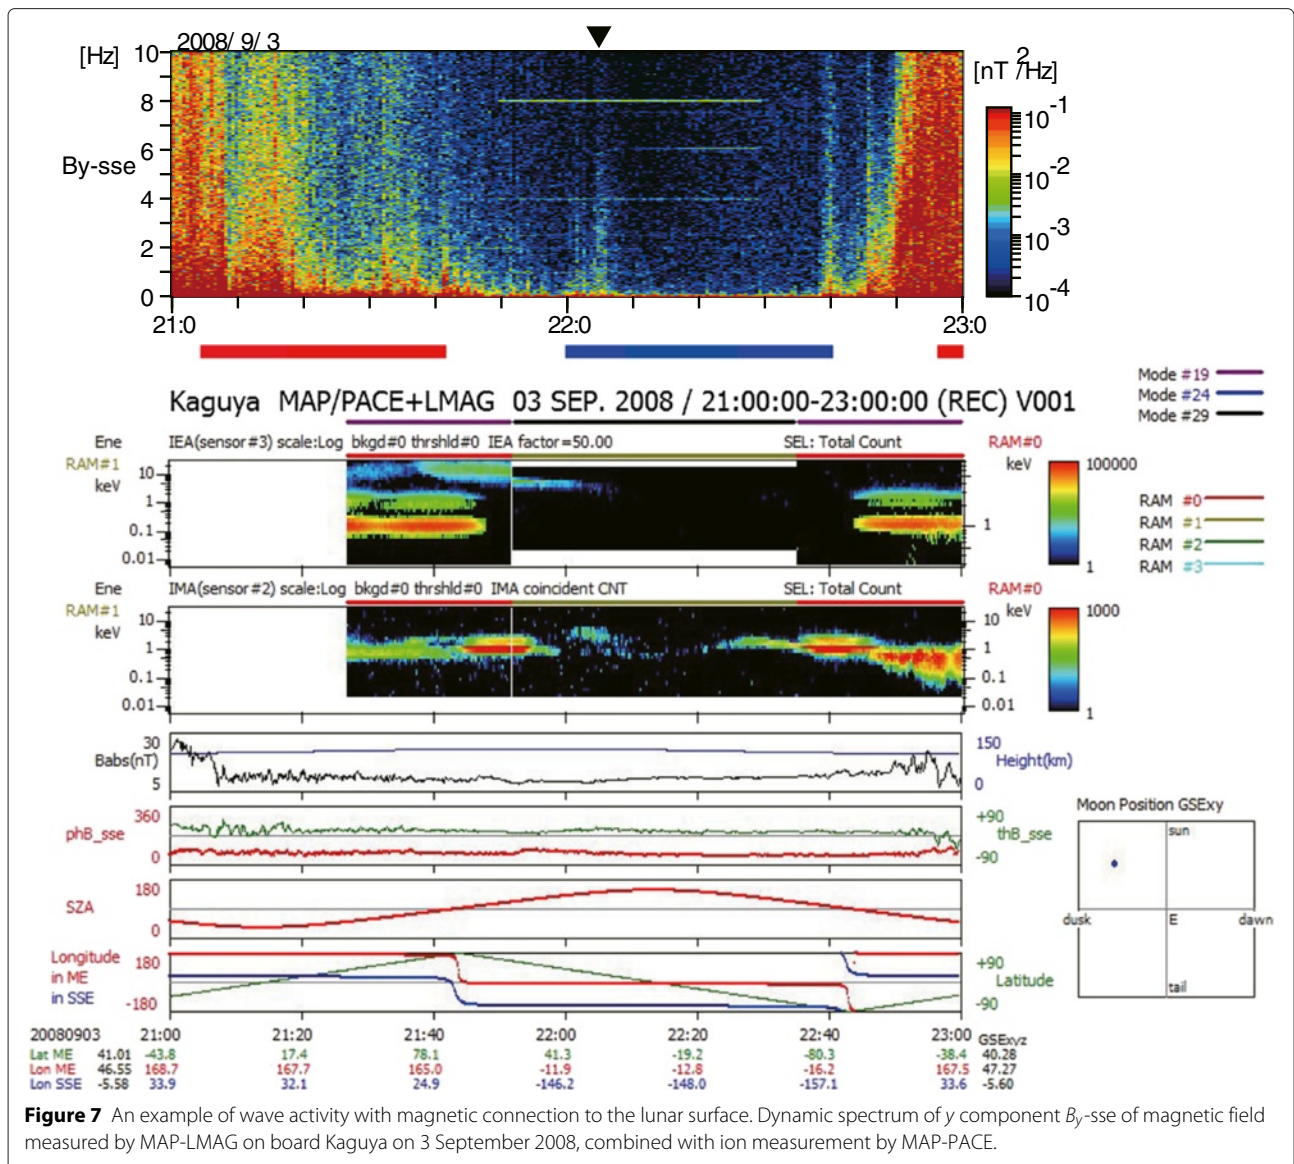 2008/ 9/ 3
[Hz] 10
8
6
By-sse
4
2
0
21:0 22:0 23:0
[nT²/Hz]
10-1
10-2
10-3
10-4
Mode #19
Mode #24
Mode #29
Kaguya MAP/PACE+LMAG 03 SEP. 2008 / 21:00:00-23:00:00 (REC) V001
Ene IEA(sensor#3) scale:Log bkgd#0 thrshld#0 IEA factor=50.00 SEL: Total Count RAM#0
RAM#1
keV
10
1
0.1
0.01
keV
1
100000
1
RAM #0
RAM #1
RAM #2
RAM #3
Ene IMA(sensor#2) scale:Log bkgd#0 thrshld#0 IMA coincident CNT SEL: Total Count RAM#0
RAM#1
keV
10
1
0.1
0.01
keV
10
1
0.1
0.01
1000
1
30 150
Babs(nT) Height(km)
5 0
360 +90
phB_sse thB_sse
0 -90
180
SZA
0
Longitude 180 +90
in ME Latitude
in SSE -180 -90
Moon Position GSExy
sun
dusk E dawn
tail
20080903 21:00 21:20 21:40 22:00 22:20 22:40 23:00 GSExyz
Lat ME 41.01 -43.8 17.4 78.1 41.3 -19.2 -80.3 -38.4 40.28
Lon ME 46.55 168.7 167.7 165.0 -11.9 -12.8 -16.2 167.5 47.27
Lon SSE -5.58 33.9 32.1 24.9 -146.2 -148.0 -157.1 33.6 -5.60
Figure 7 An example of wave activity with magnetic connection to the lunar surface. Dynamic spectrum of y component By-sse of magnetic field
measured by MAP-LMAG on board Kaguya on 3 September 2008, combined with ion measurement by MAP-PACE.